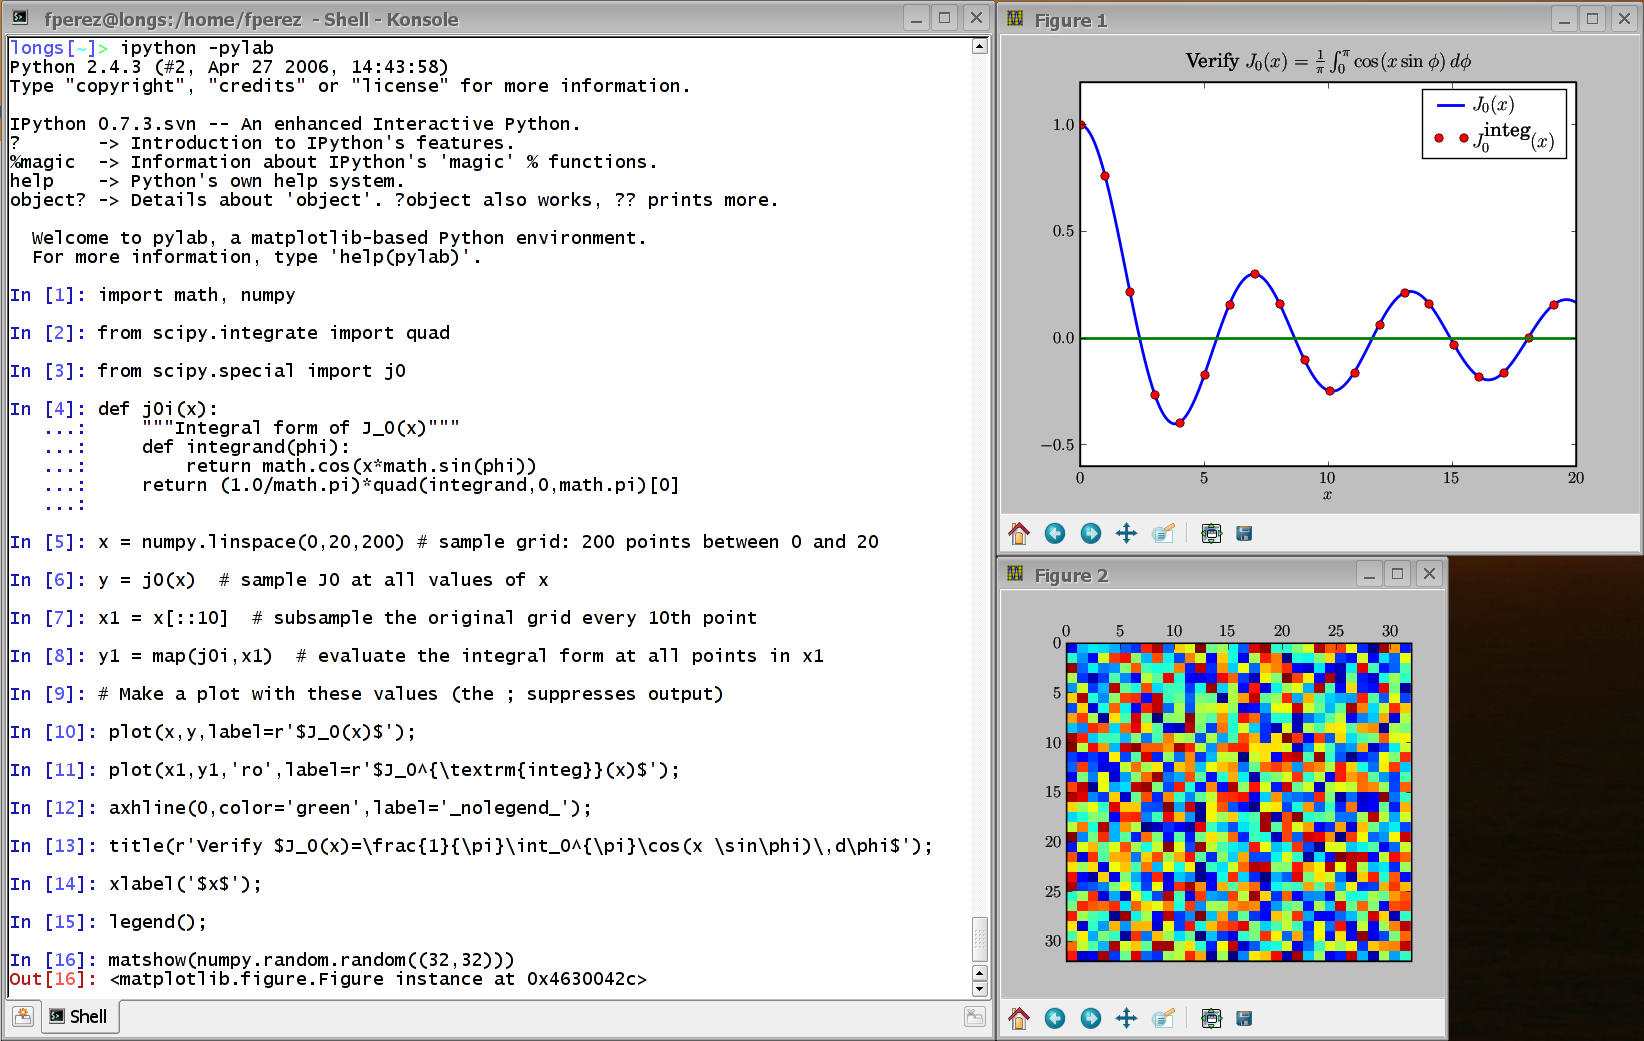 fperez@longs:/home/fperez - Shell - Konsole
longs[~]> ipython -pylab
Python 2.4.3 (#2, Apr 27 2006, 14:43:58)
Type "copyright", "credits" or "license" for more information.
IPython 0.7.3.svn -- An enhanced Interactive Python.
?       -> Introduction to IPython's features.
%magic  -> Information about IPython's 'magic' % functions.
help    -> Python's own help system.
object? -> Details about 'object'. ?object also works, ?? prints more.
  Welcome to pylab, a matplotlib-based Python environment.
  For more information, type 'help(pylab)'.
In [1]: import math, numpy
In [2]: from scipy.integrate import quad
In [3]: from scipy.special import j0
In [4]: def j0i(x):
   ...:     """Integral form of J_0(x)"""
   ...:     def integrand(phi):
   ...:         return math.cos(x*math.sin(phi))
   ...:     return (1.0/math.pi)*quad(integrand,0,math.pi)[0]
   ...:
In [5]: x = numpy.linspace(0,20,200) # sample grid: 200 points between 0 and 20
In [6]: y = j0(x)  # sample J0 at all values of x
In [7]: x1 = x[::10]  # subsample the original grid every 10th point
In [8]: y1 = map(j0i,x1)  # evaluate the integral form at all points in x1
In [9]: # Make a plot with these values (the ; suppresses output)
In [10]: plot(x,y,label=r'$J_0(x)$');
In [11]: plot(x1,y1,'ro',label=r'$J_0^{\textrm{integ}}(x)$');
In [12]: axhline(0,color='green',label='_nolegend_');
In [13]: title(r'Verify $J_0(x)=\frac{1}{\pi}\int_0^{\pi}\cos(x \sin\phi)\,d\phi$');
In [14]: xlabel('$x$');
In [15]: legend();
In [16]: matshow(numpy.random.random((32,32)))
Out[16]: <matplotlib.figure.Figure instance at 0x4630042c>
Shell
Figure 1
Verify J₀(x) = 1/π ∫₀^π cos(x sin ϕ) dϕ
J₀(x)
J₀^integ(x)
1.0
0.5
0.0
−0.5
0 5 10 15 20
x
Figure 2
0 5 10 15 20 25 30
0
5
10
15
20
25
30